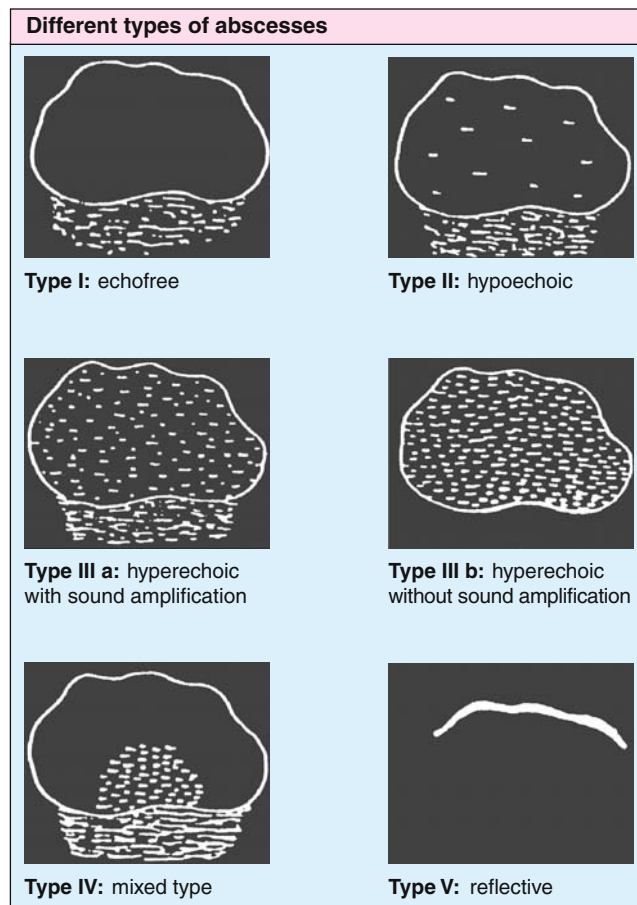 Different types of abscesses
Type I: echofree
Type II: hypoechoic
Type III a: hyperechoic
with sound amplification
Type III b: hyperechoic
without sound amplification
Type IV: mixed type
Type V: reflective